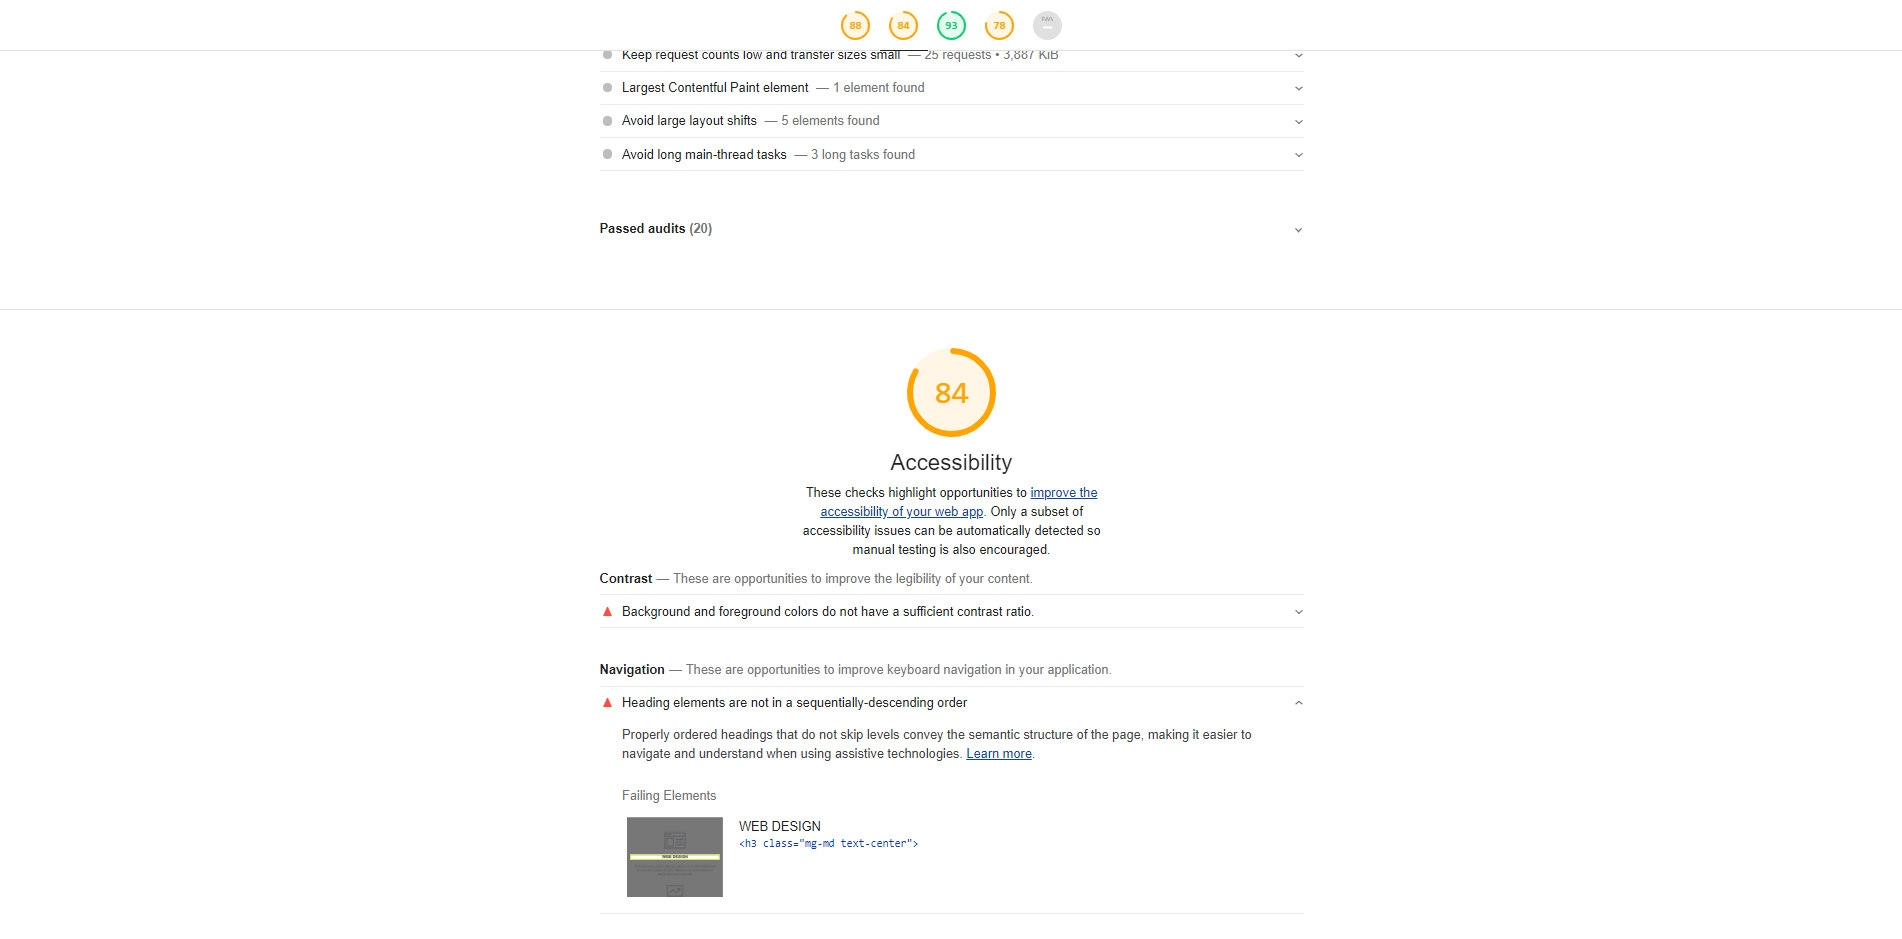 88 84 93 78 PWA
Keep request counts low and transfer sizes small — 25 requests • 3,887 KiB
Largest Contentful Paint element — 1 element found
Avoid large layout shifts — 5 elements found
Avoid long main-thread tasks — 3 long tasks found
Passed audits (20)
84
Accessibility
These checks highlight opportunities to improve the
accessibility of your web app. Only a subset of
accessibility issues can be automatically detected so
manual testing is also encouraged.
Contrast — These are opportunities to improve the legibility of your content.
Background and foreground colors do not have a sufficient contrast ratio.
Navigation — These are opportunities to improve keyboard navigation in your application.
Heading elements are not in a sequentially-descending order
Properly ordered headings that do not skip levels convey the semantic structure of the page, making it easier to
navigate and understand when using assistive technologies. Learn more.
Failing Elements
WEB DESIGN
<h3 class="mg-md text-center">
WEB DESIGN